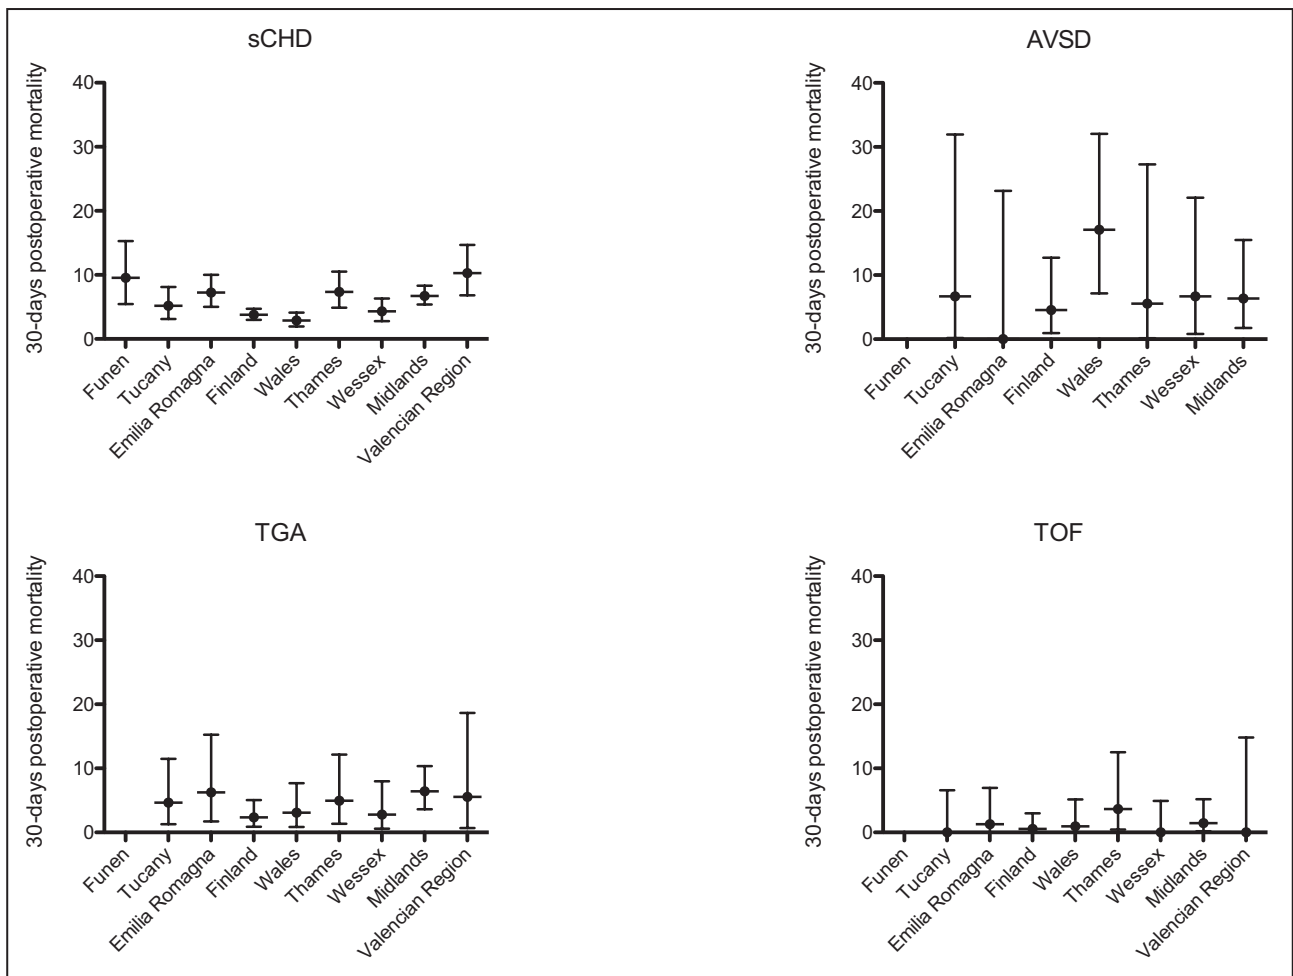 sCHD
30-days postoperative mortality
40
30
20
10
0
Funen
Tucany
Emilia Romagna
Finland
Wales
Thames
Wessex
Midlands
Valencian Region
AVSD
30-days postoperative mortality
40
30
20
10
0
Funen
Tucany
Emilia Romagna
Finland
Wales
Thames
Wessex
Midlands
TGA
30-days postoperative mortality
40
30
20
10
0
Funen
Tucany
Emilia Romagna
Finland
Wales
Thames
Wessex
Midlands
Valencian Region
TOF
30-days postoperative mortality
40
30
20
10
0
Funen
Tucany
Emilia Romagna
Finland
Wales
Thames
Wessex
Midlands
Valencian Region